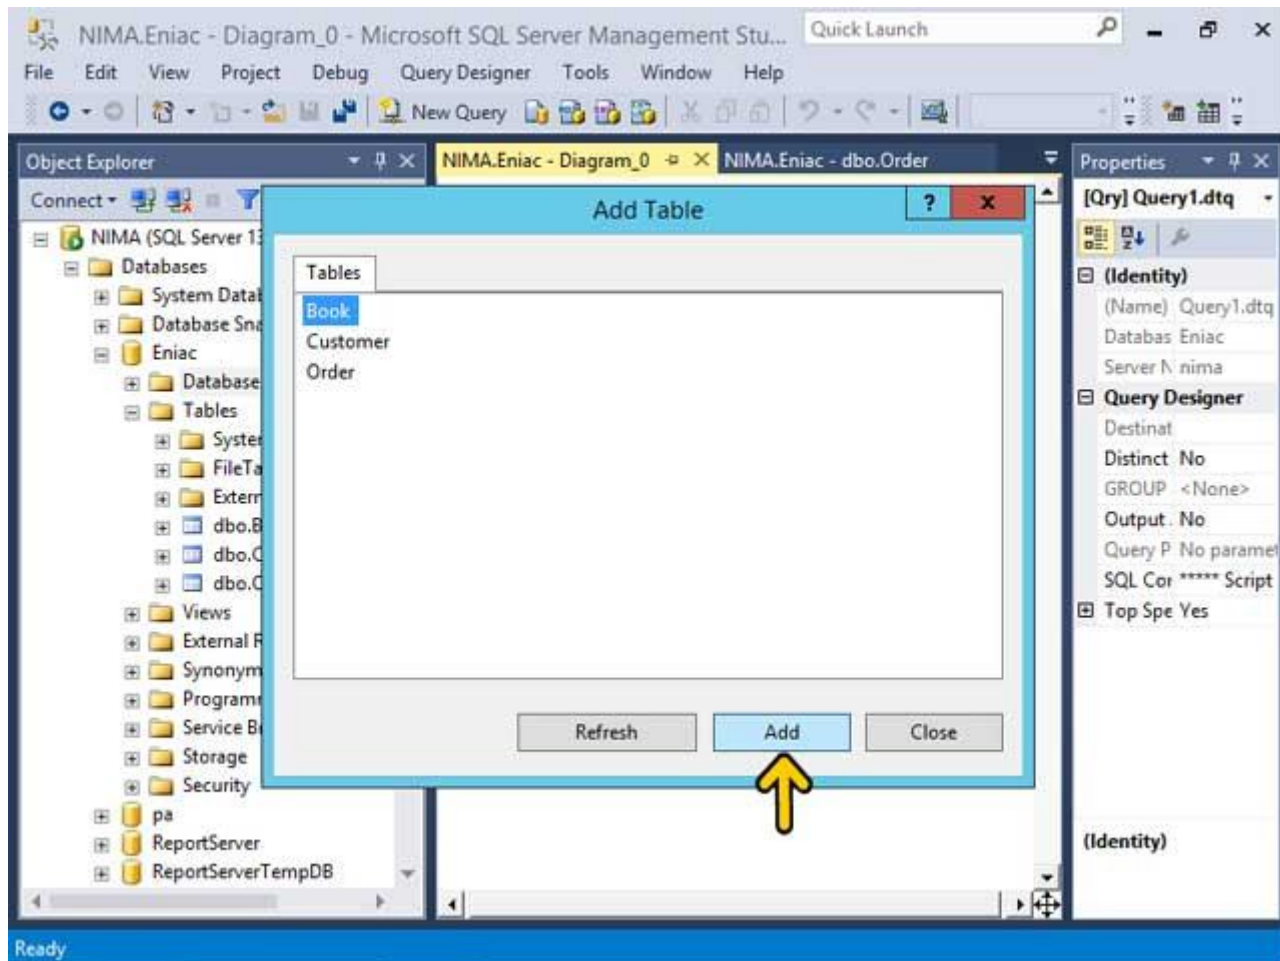 NIMA.Eniac - Diagram_0 - Microsoft SQL Server Management Stu...
Quick Launch
File Edit View Project Debug Query Designer Tools Window Help
New Query
Object Explorer
Connect
NIMA (SQL Server 13
Databases
System Datab
Database Sna
Eniac
Database
Tables
System
FileTa
Extern
dbo.B
dbo.C
dbo.O
Views
External R
Synonym
Programm
Service Br
Storage
Security
pa
ReportServer
ReportServerTempDB
NIMA.Eniac - Diagram_0
NIMA.Eniac - dbo.Order
Add Table
?
x
Tables
Book
Customer
Order
Refresh
Add
Close
Properties
[Qry] Query1.dtq
(Identity)
(Name) Query1.dtq
Databas Eniac
Server N nima
Query Designer
Destinat
Distinct No
GROUP <None>
Output . No
Query P No paramet
SQL Cor ***** Script
Top Spe Yes
(Identity)
Ready